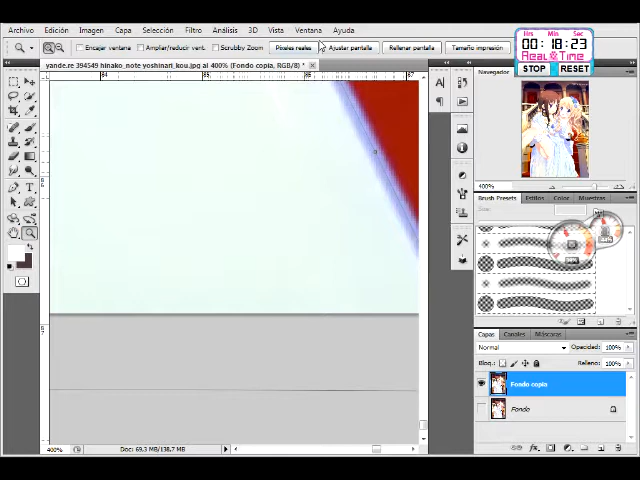 Archivo Edición Imagen Capa Selección Filtro Análisis 3D Vista Ventana Ayuda
Hrs Min Sec
00:18:23
Real & Time
STOP RESET
Encajar ventana Ampliar/reducir vent. Scrubby Zoom Píxeles reales Ajustar pantalla Rellenar pantalla Tamaño impresión
yande.re 394549 hinako_note yoshinari_kou.jpg al 400% (Fondo copia, RGB/8) *
Navegador
400%
Brush Presets Estilos Color Muestras
Capas Canales Máscaras
Normal Opacidad: 100%
Bloq.: Relleno: 100%
Fondo copia
Fondo
400% Doc: 69,3 MB/138,7 MB